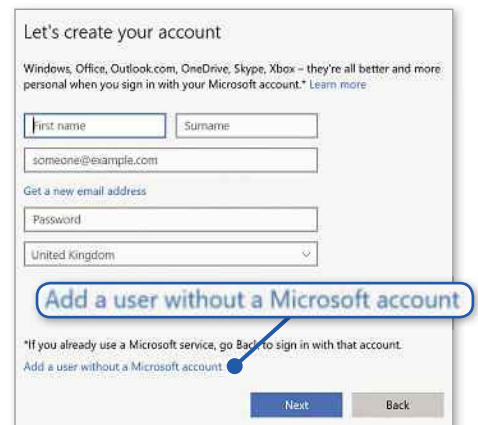 Let's create your account
Windows, Office, Outlook.com, OneDrive, Skype, Xbox – they're all better and more
personal when you sign in with your Microsoft account.* Learn more
First name
Surname
someone@example.com
Get a new email address
Password
United Kingdom
Add a user without a Microsoft account
*If you already use a Microsoft service, go Back to sign in with that account.
Add a user without a Microsoft account
Next
Back